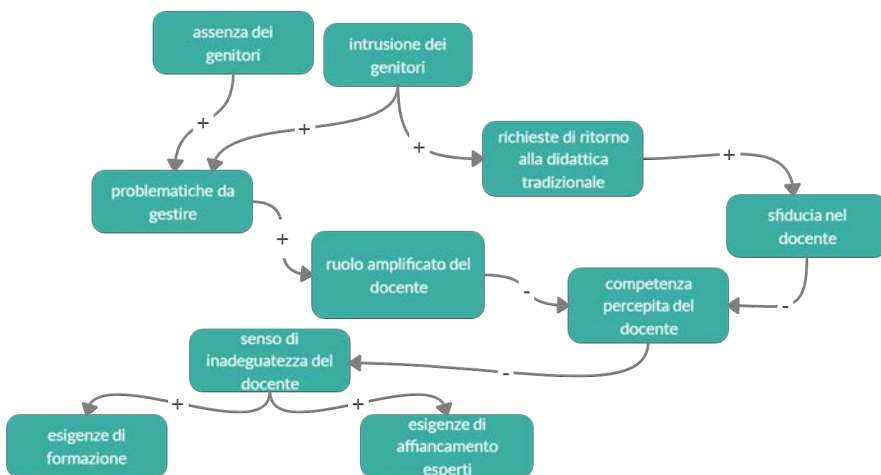 assenza dei
genitori
intrusione dei
genitori
+
+
+
richieste di ritorno
alla didattica
tradizionale
+
problematiche da
gestire
sfiducia nel
docente
+
ruolo amplificato del
docente
-
competenza
percepita del
docente
-
senso di
inadeguatezza del
docente
-
+
+
esigenze di
formazione
esigenze di
affiancamento
esperti